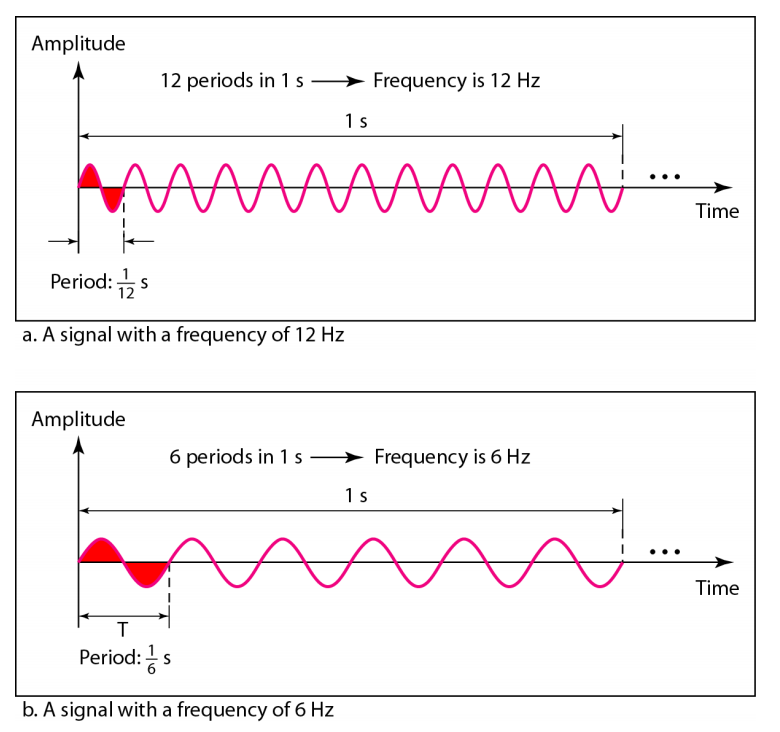 Amplitude
12 periods in 1 s Frequency is 12 Hz
1 s
Time
Period: 1/12 s
a. A signal with a frequency of 12 Hz
Amplitude
6 periods in 1 s Frequency is 6 Hz
1 s
Time
T
Period: 1/6 s
b. A signal with a frequency of 6 Hz